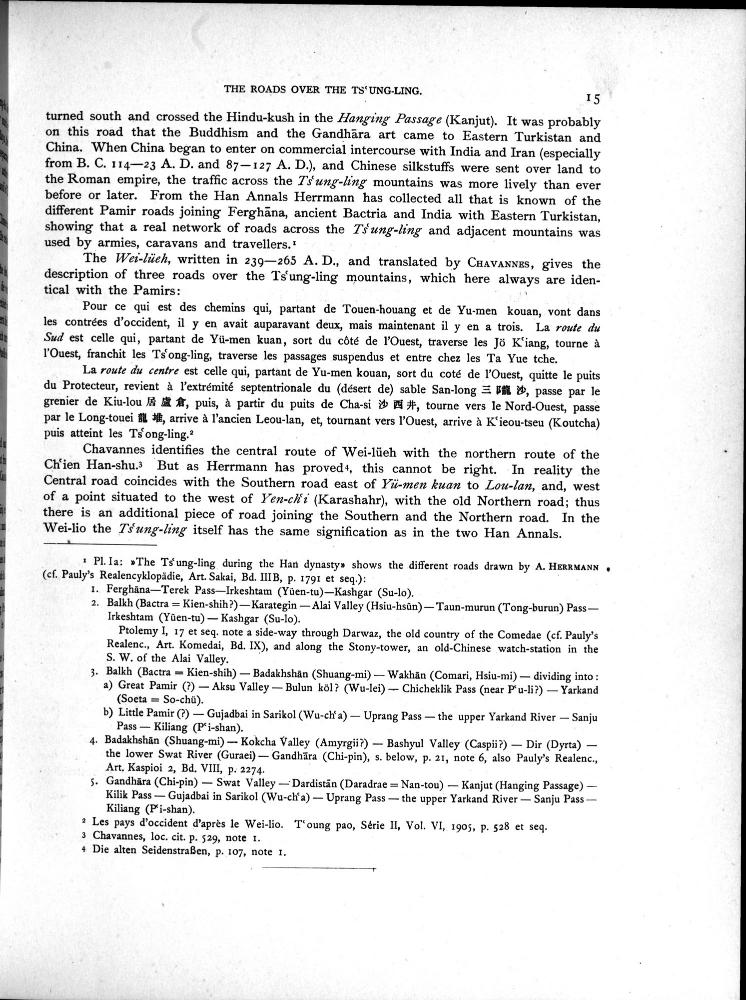 THE ROADS OVER THE TS‘UNG-LING.
15
turned south and crossed the Hindu-kush in the Hanging Passage (Kanjut). It was probably
on this road that the Buddhism and the Gandhāra art came to Eastern Turkistan and
China. When China began to enter on commercial intercourse with India and Iran (especially
from B. C. 114—23 A. D. and 87—127 A. D.), and Chinese silkstuffs were sent over land to
the Roman empire, the traffic across the Ts‘ung-ling mountains was more lively than ever
before or later. From the Han Annals Herrmann has collected all that is known of the
different Pamir roads joining Ferghāna, ancient Bactria and India with Eastern Turkistan,
showing that a real network of roads across the Ts‘ung-ling and adjacent mountains was
used by armies, caravans and travellers.¹
The Wei-lüeh, written in 239—265 A. D., and translated by CHAVANNES, gives the
description of three roads over the Ts‘ung-ling mountains, which here always are iden-
tical with the Pamirs:
Pour ce qui est des chemins qui, partant de Touen-houang et de Yu-men kouan, vont dans
les contrées d'occident, il y en avait auparavant deux, mais maintenant il y en a trois. La route du
Sud est celle qui, partant de Yü-men kuan, sort du côté de l'Ouest, traverse les Jö K‘iang, tourne à
l'Ouest, franchit les Ts‘ong-ling, traverse les passages suspendus et entre chez les Ta Yue tche.
La route du centre est celle qui, partant de Yu-men kouan, sort du coté de l'Ouest, quitte le puits
du Protecteur, revient à l'extrémité septentrionale du (désert de) sable San-long 三隴沙, passe par le
grenier de Kiu-lou 居盧倉, puis, à partir du puits de Cha-si 沙西井, tourne vers le Nord-Ouest, passe
par le Long-touei 龍堆, arrive à l'ancien Leou-lan, et, tournant vers l'Ouest, arrive à K‘ieou-tseu (Koutcha)
puis atteint les Ts‘ong-ling.²
Chavannes identifies the central route of Wei-lüeh with the northern route of the
Ch‘ien Han-shu.³ But as Herrmann has proved⁴, this cannot be right. In reality the
Central road coincides with the Southern road east of Yü-men kuan to Lou-lan, and, west
of a point situated to the west of Yen-ch‘i (Karashahr), with the old Northern road; thus
there is an additional piece of road joining the Southern and the Northern road. In the
Wei-lio the Ts‘ung-ling itself has the same signification as in the two Han Annals.
¹ Pl. Ia: »The Ts‘ung-ling during the Han dynasty» shows the different roads drawn by A. HERRMANN
(cf. Pauly's Realencyklopädie, Art. Sakai, Bd. IIIB, p. 1791 et seq.):
1. Ferghāna—Terek Pass—Irkeshtam (Yüen-tu)—Kashgar (Su-lo).
2. Balkh (Bactra = Kien-shih?)—Karategin—Alai Valley (Hsiu-hsün)—Taun-murun (Tong-burun) Pass—
Irkeshtam (Yüen-tu)—Kashgar (Su-lo).
Ptolemy I, 17 et seq. note a side-way through Darwaz, the old country of the Comedae (cf. Pauly's
Realenc., Art. Komedai, Bd. IX), and along the Stony-tower, an old-Chinese watch-station in the
S. W. of the Alai Valley.
3. Balkh (Bactra = Kien-shih) — Badakhshān (Shuang-mi) — Wakhān (Comari, Hsiu-mi) — dividing into:
a) Great Pamir (?) — Aksu Valley — Bulun köl? (Wu-lei) — Chicheklik Pass (near P‘u-li?) — Yarkand
(Soeta = So-chü).
b) Little Pamir (?) — Gujadbai in Sarikol (Wu-ch‘a) — Uprang Pass — the upper Yarkand River — Sanju
Pass — Kiliang (P‘i-shan).
4. Badakhshān (Shuang-mi) — Kokcha Valley (Amyrgii?) — Bashyul Valley (Caspii?) — Dir (Dyrta) —
the lower Swat River (Guraei) — Gandhāra (Chi-pin), s. below, p. 21, note 6, also Pauly's Realenc.,
Art. Kaspioi 2, Bd. VIII, p. 2274.
5. Gandhāra (Chi-pin) — Swat Valley — Dardistān (Daradrae = Nan-tou) — Kanjut (Hanging Passage) —
Kilik Pass — Gujadbai in Sarikol (Wu-ch‘a) — Uprang Pass — the upper Yarkand River — Sanju Pass —
Kiliang (P‘i-shan).
² Les pays d'occident d'après le Wei-lio. T‘oung pao, Série II, Vol. VI, 1905, p. 528 et seq.
³ Chavannes, loc. cit. p. 529, note 1.
⁴ Die alten Seidenstraßen, p. 107, note 1.